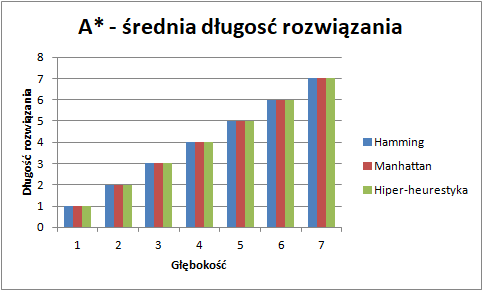 A* - średnia długosć rozwiązania
8
7
6
5
4
3
2
1
0
Długość rozwiązania
1 2 3 4 5 6 7
Głębokość
Hamming
Manhattan
Hiper-heurestyka